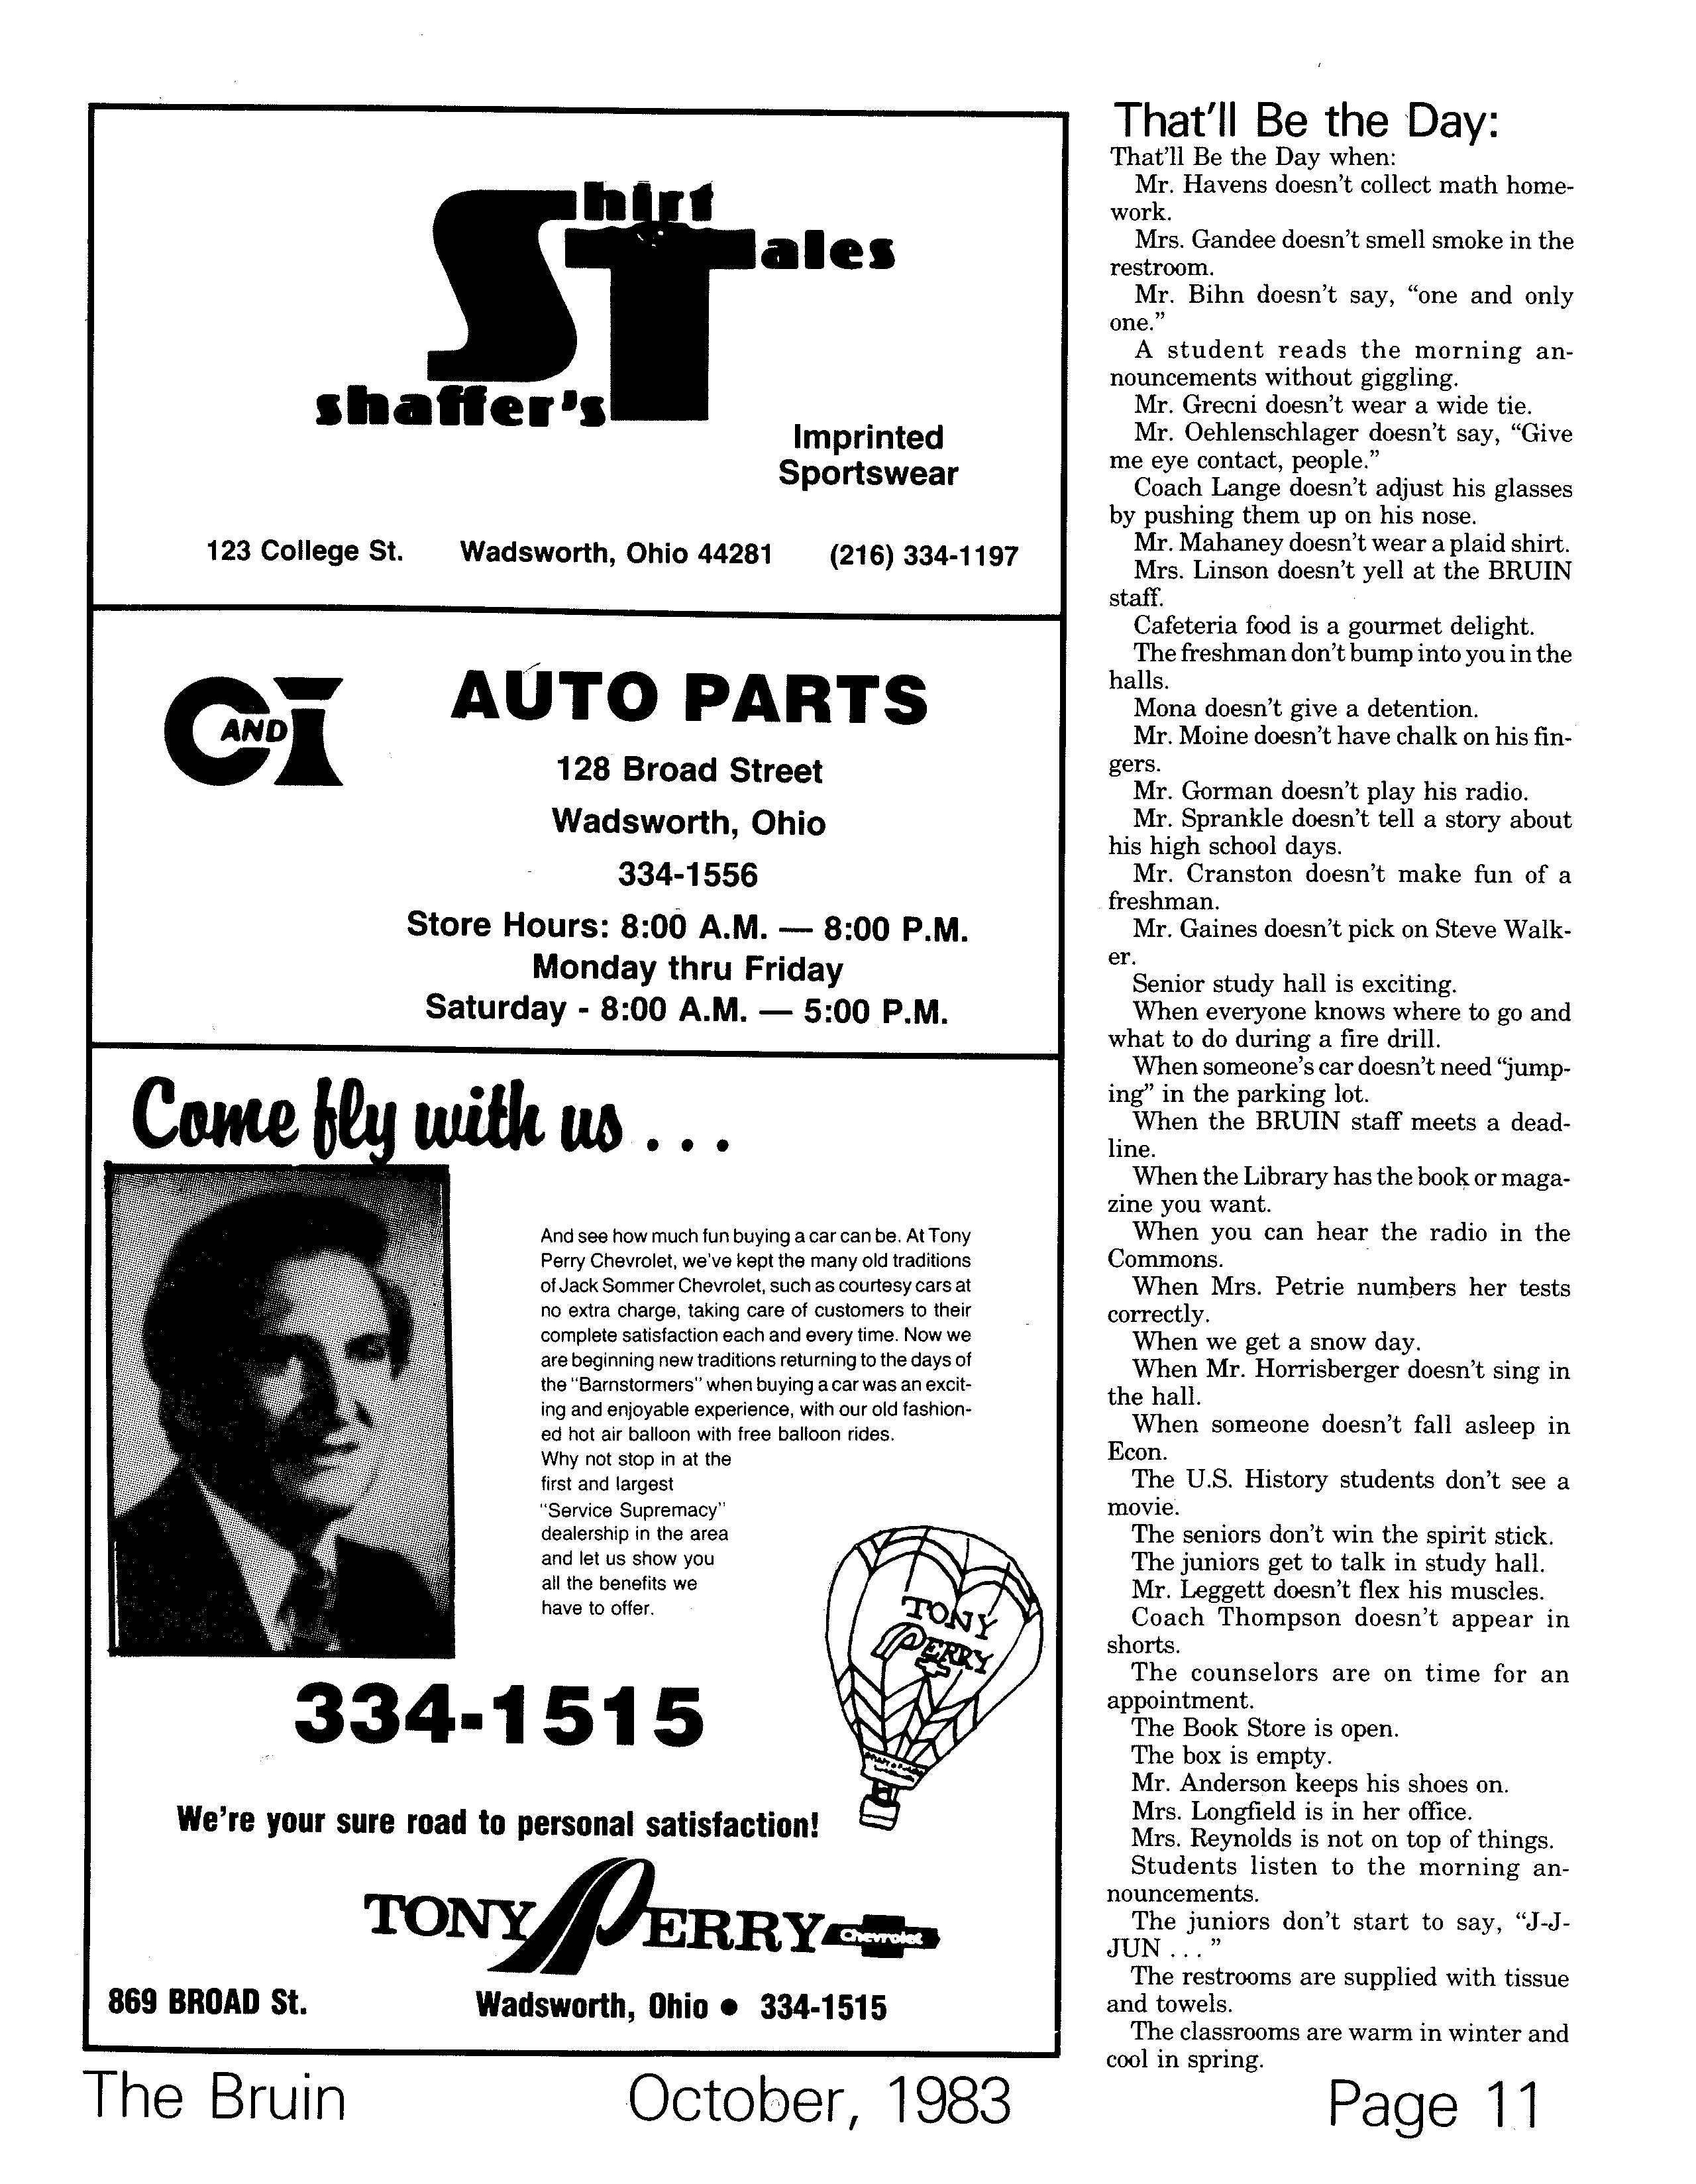 Shirt
Tales
shaffer's
Imprinted
Sportswear
123 College St. Wadsworth, Ohio 44281 (216) 334-1197
C AND I
AUTO PARTS
128 Broad Street
Wadsworth, Ohio
334-1556
Store Hours: 8:00 A.M. — 8:00 P.M.
Monday thru Friday
Saturday - 8:00 A.M. — 5:00 P.M.
Come fly with us . . .
And see how much fun buying a car can be. At Tony
Perry Chevrolet, we've kept the many old traditions
of Jack Sommer Chevrolet, such as courtesy cars at
no extra charge, taking care of customers to their
complete satisfaction each and every time. Now we
are beginning new traditions returning to the days of
the "Barnstormers" when buying a car was an excit-
ing and enjoyable experience, with our old fashion-
ed hot air balloon with free balloon rides.
Why not stop in at the
first and largest
"Service Supremacy"
dealership in the area
and let us show you
all the benefits we
have to offer.
TONY
PERRY
334-1515
We're your sure road to personal satisfaction!
TONY PERRY Chevrolet
869 BROAD St. Wadsworth, Ohio ● 334-1515
That'll Be the Day:
That'll Be the Day when:
Mr. Havens doesn't collect math home-
work.
Mrs. Gandee doesn't smell smoke in the
restroom.
Mr. Bihn doesn't say, "one and only
one."
A student reads the morning an-
nouncements without giggling.
Mr. Grecni doesn't wear a wide tie.
Mr. Oehlenschlager doesn't say, "Give
me eye contact, people."
Coach Lange doesn't adjust his glasses
by pushing them up on his nose.
Mr. Mahaney doesn't wear a plaid shirt.
Mrs. Linson doesn't yell at the BRUIN
staff.
Cafeteria food is a gourmet delight.
The freshman don't bump into you in the
halls.
Mona doesn't give a detention.
Mr. Moine doesn't have chalk on his fin-
gers.
Mr. Gorman doesn't play his radio.
Mr. Sprankle doesn't tell a story about
his high school days.
Mr. Cranston doesn't make fun of a
freshman.
Mr. Gaines doesn't pick on Steve Walk-
er.
Senior study hall is exciting.
When everyone knows where to go and
what to do during a fire drill.
When someone's car doesn't need "jump-
ing" in the parking lot.
When the BRUIN staff meets a dead-
line.
When the Library has the book or maga-
zine you want.
When you can hear the radio in the
Commons.
When Mrs. Petrie numbers her tests
correctly.
When we get a snow day.
When Mr. Horrisberger doesn't sing in
the hall.
When someone doesn't fall asleep in
Econ.
The U.S. History students don't see a
movie.
The seniors don't win the spirit stick.
The juniors get to talk in study hall.
Mr. Leggett doesn't flex his muscles.
Coach Thompson doesn't appear in
shorts.
The counselors are on time for an
appointment.
The Book Store is open.
The box is empty.
Mr. Anderson keeps his shoes on.
Mrs. Longfield is in her office.
Mrs. Reynolds is not on top of things.
Students listen to the morning an-
nouncements.
The juniors don't start to say, "J-J-
JUN . . . "
The restrooms are supplied with tissue
and towels.
The classrooms are warm in winter and
cool in spring.
The Bruin October, 1983 Page 11